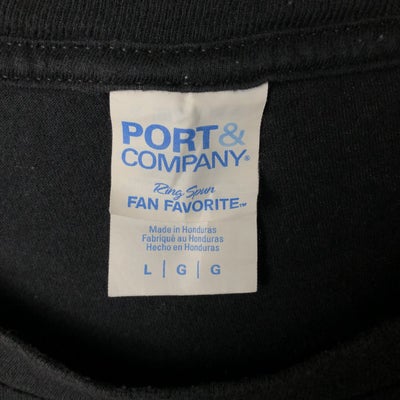 PORT&
COMPANY®
Ring Spun
FAN FAVORITE™
Made in Honduras
Fabriqué au Honduras
Hecho en Honduras
L | G | G